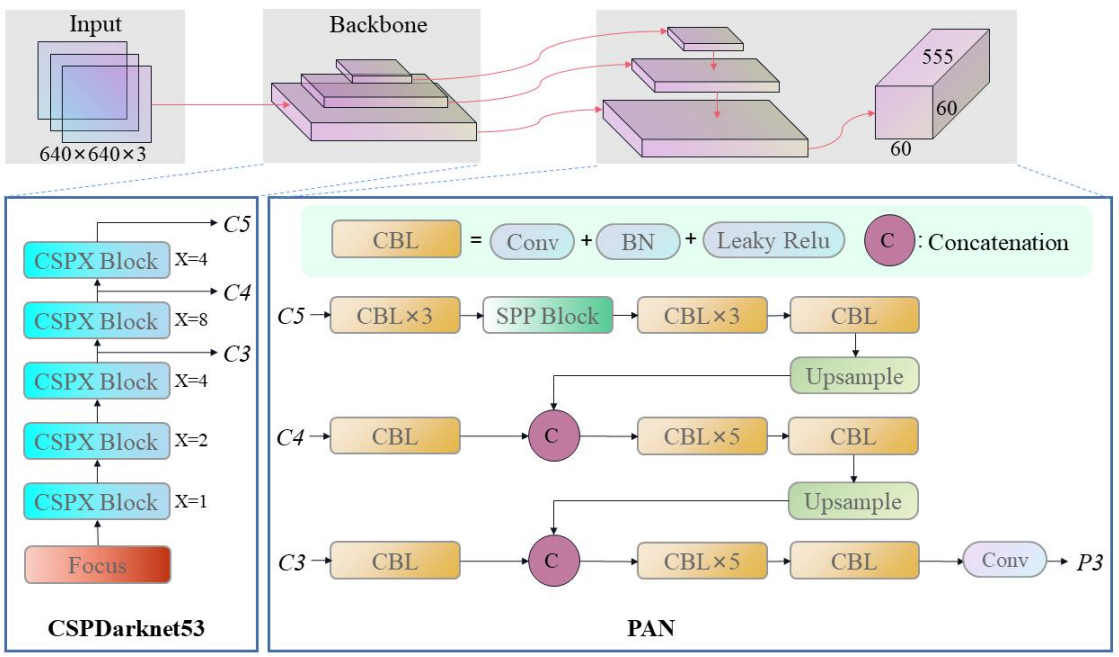 Input
Backbone
640×640×3
555
60
60
C5
CSPX Block X=4
C4
CSPX Block X=8
C3
CSPX Block X=4
CSPX Block X=2
CSPX Block X=1
Focus
CSPDarknet53
CBL = Conv + BN + Leaky Relu C : Concatenation
C5 CBL×3 SPP Block CBL×3 CBL
Upsample
C4 CBL C CBL×5 CBL
Upsample
C3 CBL C CBL×5 CBL Conv P3
PAN